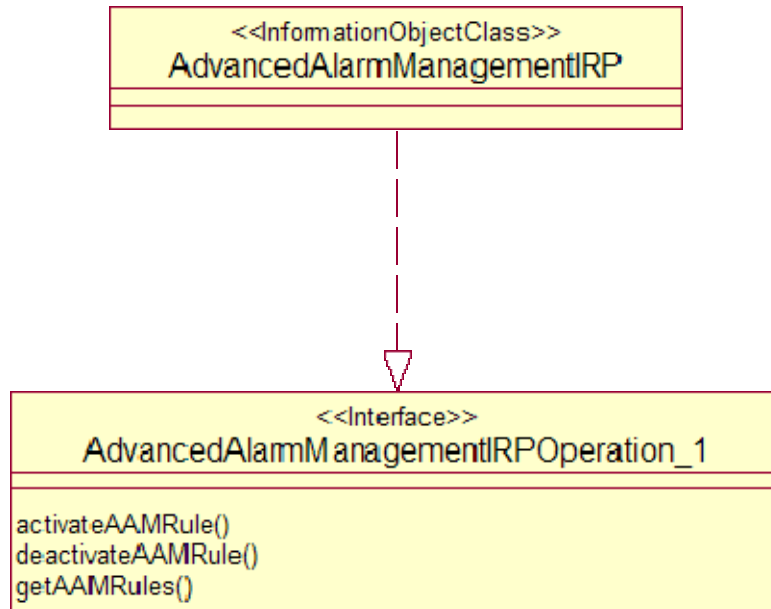 <<InformationObjectClass>>
AdvancedAlarmManagementIRP
<<Interface>>
AdvancedAlarmManagementIRPOperation_1
activateAAMRule()
deactivateAAMRule()
getAAMRules()